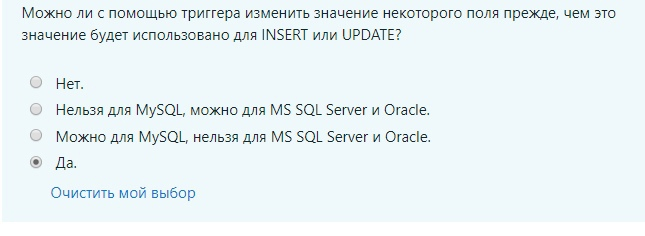 Можно ли с помощью триггера изменить значение некоторого поля прежде, чем это
значение будет использовано для INSERT или UPDATE?
Нет.
Нельзя для MySQL, можно для MS SQL Server и Oracle.
Можно для MySQL, нельзя для MS SQL Server и Oracle.
Да.
Очистить мой выбор